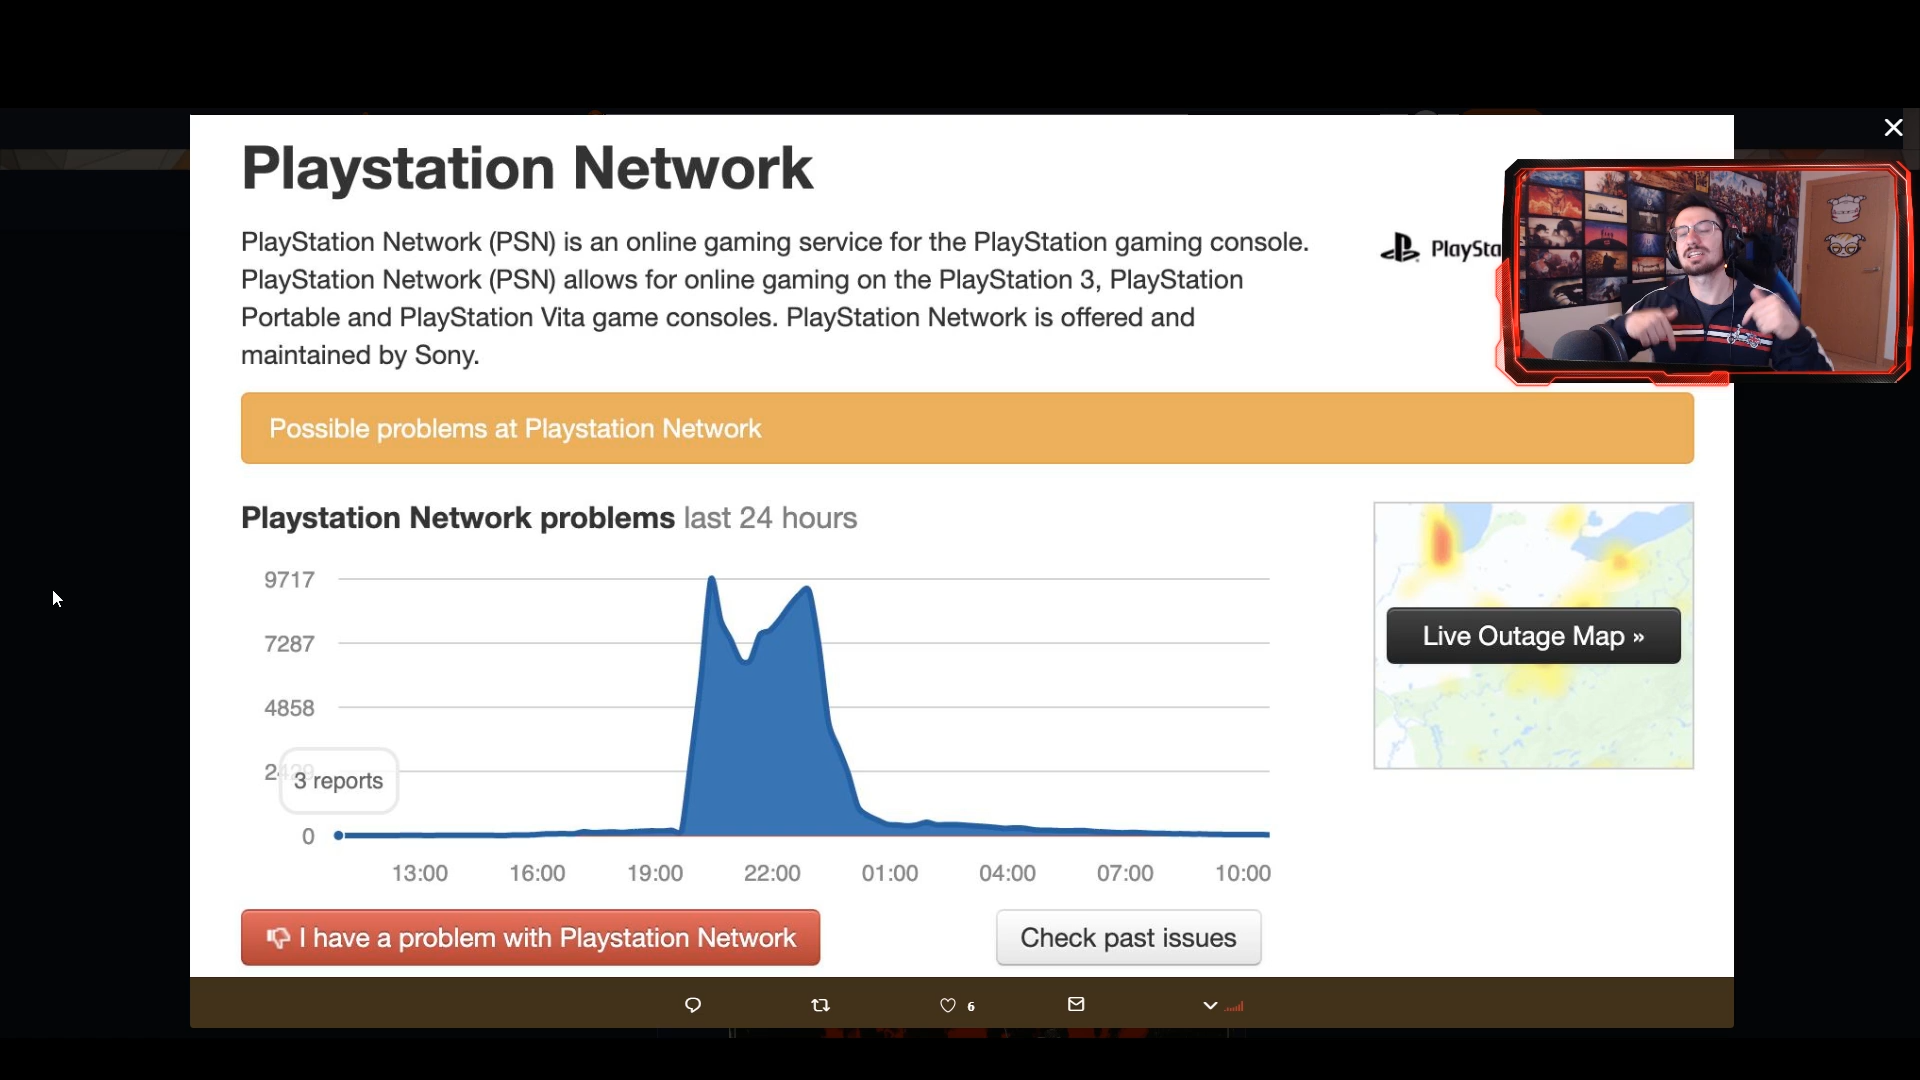 Playstation Network
PlayStation Network (PSN) is an online gaming service for the PlayStation gaming console.
PlayStation Network (PSN) allows for online gaming on the PlayStation 3, PlayStation
Portable and PlayStation Vita game consoles. PlayStation Network is offered and
maintained by Sony.
PlaySta
Possible problems at Playstation Network
Playstation Network problems last 24 hours
9717
7287
4858
2429
3 reports
0
13:00 16:00 19:00 22:00 01:00 04:00 07:00 10:00
Live Outage Map »
I have a problem with Playstation Network
Check past issues
6